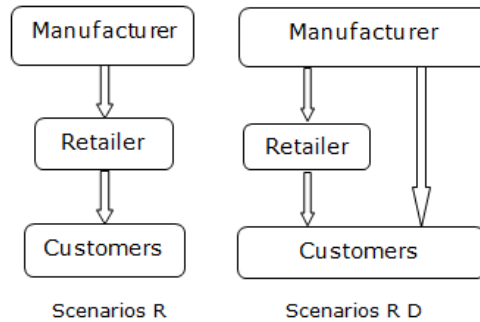 Manufacturer
Retailer
Customers
Scenarios R
Manufacturer
Retailer
Customers
Scenarios R D